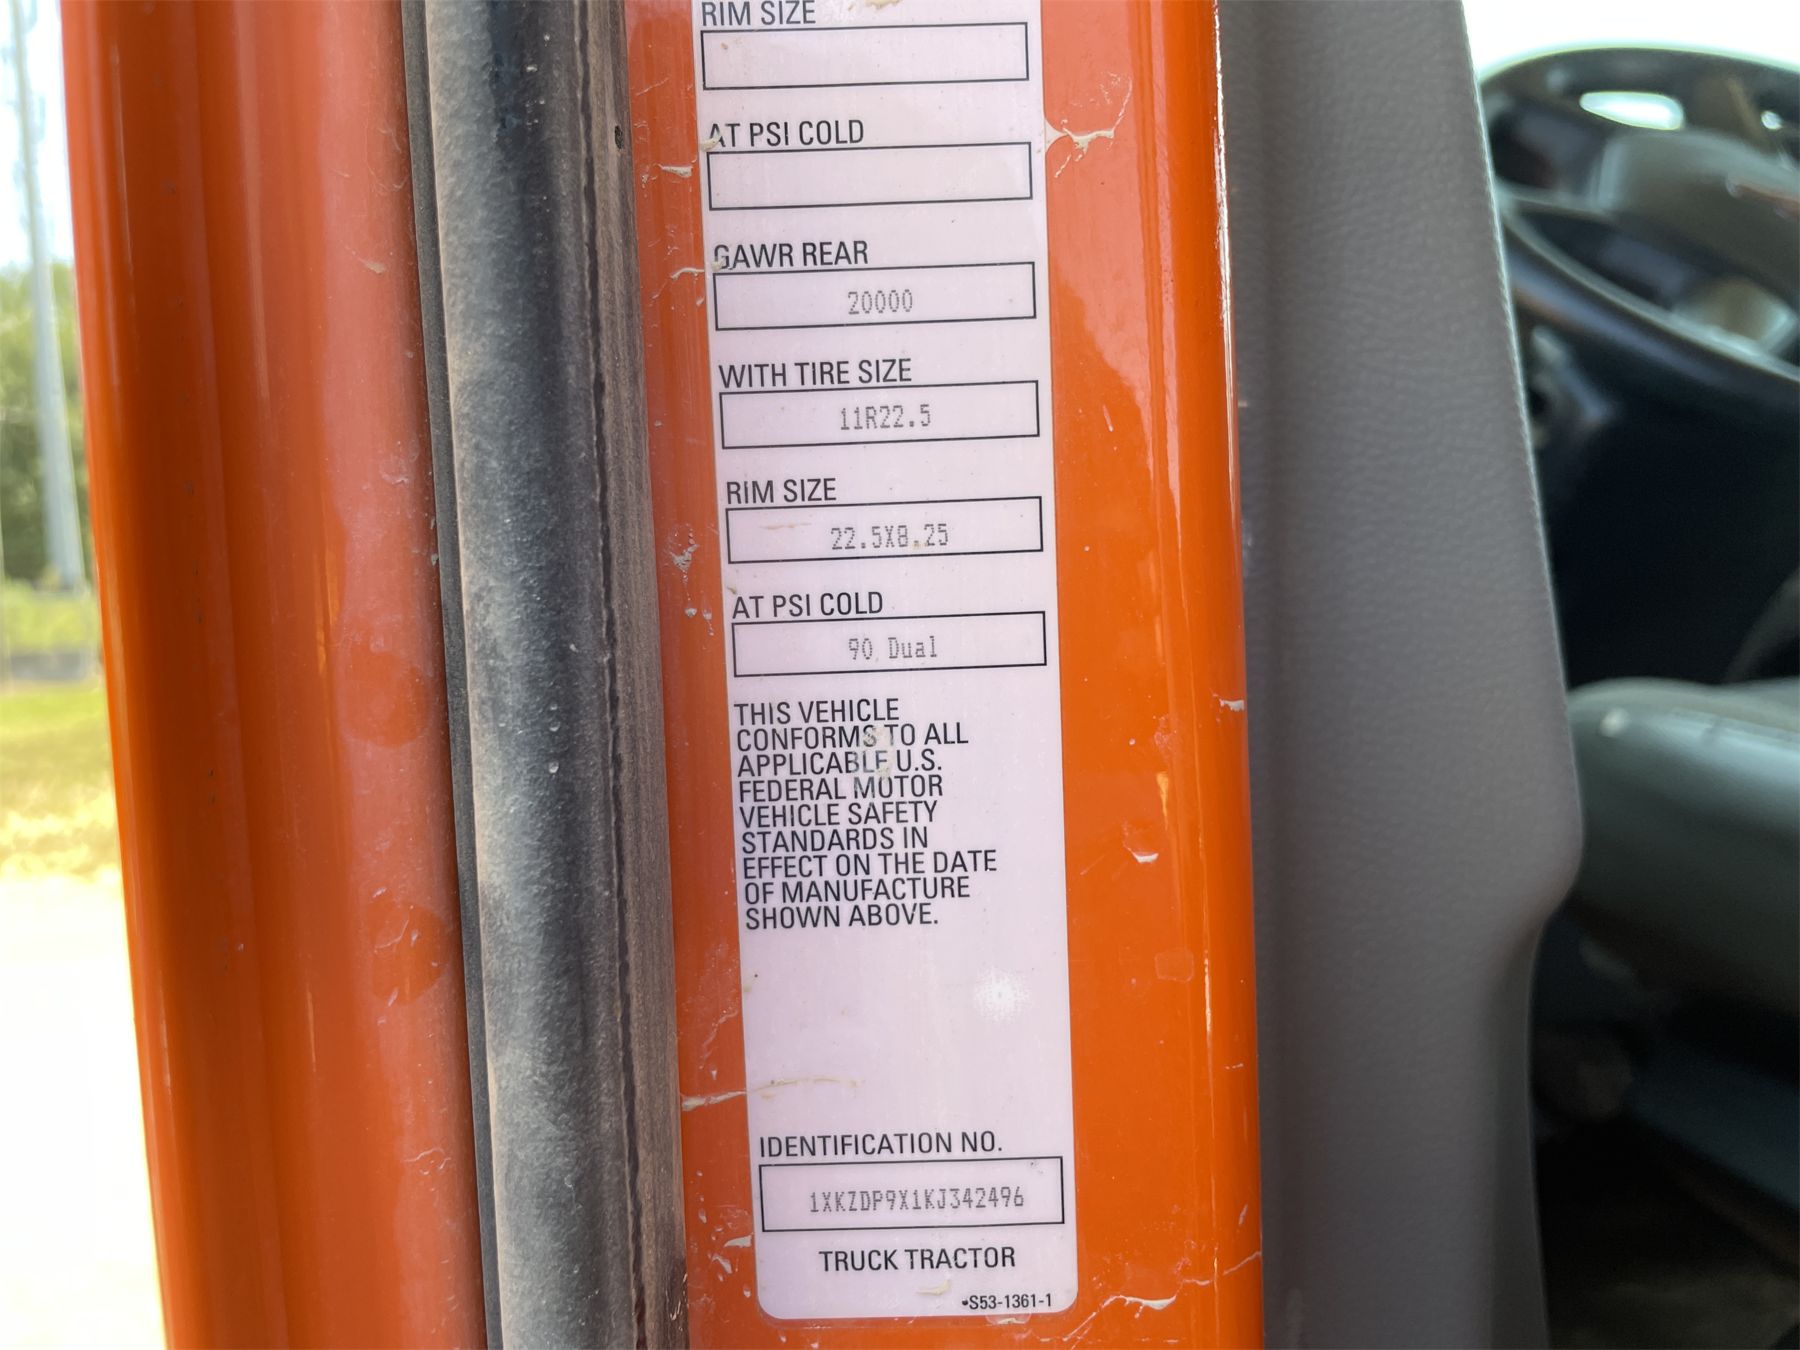 RIM SIZE
AT PSI COLD
GAWR REAR
20000
WITH TIRE SIZE
11R22.5
RIM SIZE
22.5X8.25
AT PSI COLD
90 Dual
THIS VEHICLE
CONFORMS TO ALL
APPLICABLE U.S.
FEDERAL MOTOR
VEHICLE SAFETY
STANDARDS IN
EFFECT ON THE DATE
OF MANUFACTURE
SHOWN ABOVE.
IDENTIFICATION NO.
1XKZDP9X1KJ342496
TRUCK TRACTOR
•S53-1361-1